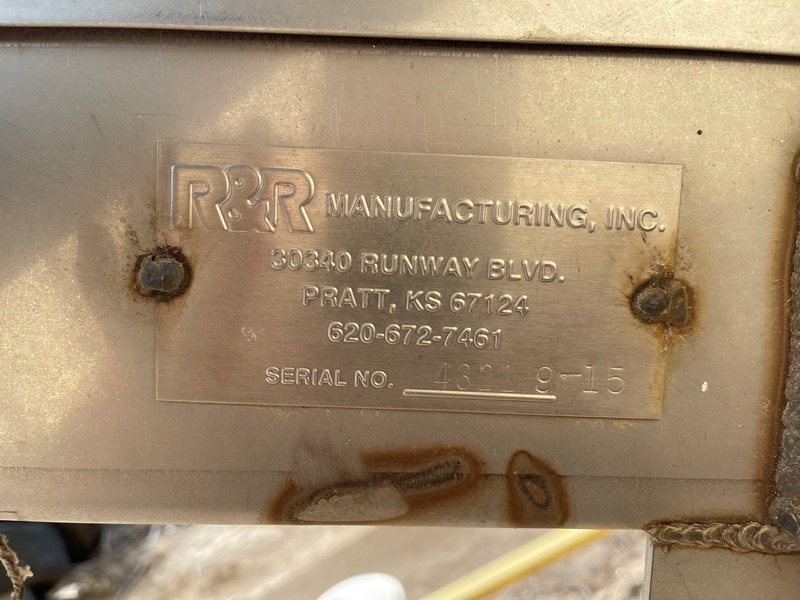 R&R MANUFACTURING, INC.
30340 RUNWAY BLVD.
PRATT, KS 67124
620-672-7461
SERIAL NO. 4321 9-15